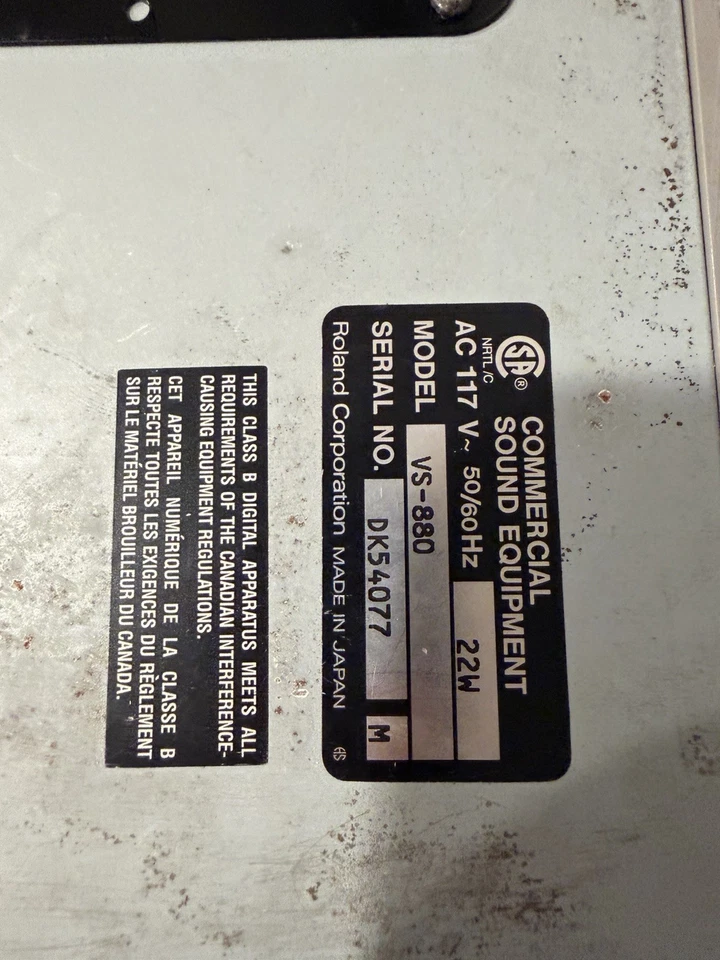 COMMERCIAL
SOUND EQUIPMENT
SA ®
NRTL /C
AC 117 V~ 50/60Hz 22W
MODEL VS-880
SERIAL NO. DK54077 M
Roland Corporation MADE IN JAPAN
THIS CLASS B DIGITAL APPARATUS MEETS ALL
REQUIREMENTS OF THE CANADIAN INTERFERENCE-
CAUSING EQUIPMENT REGULATIONS.
CET APPAREIL NUMÉRIQUE DE LA CLASSE B
RESPECTE TOUTES LES EXIGENCES DU RÈGLEMENT
SUR LE MATÉRIEL BROUILLEUR DU CANADA.